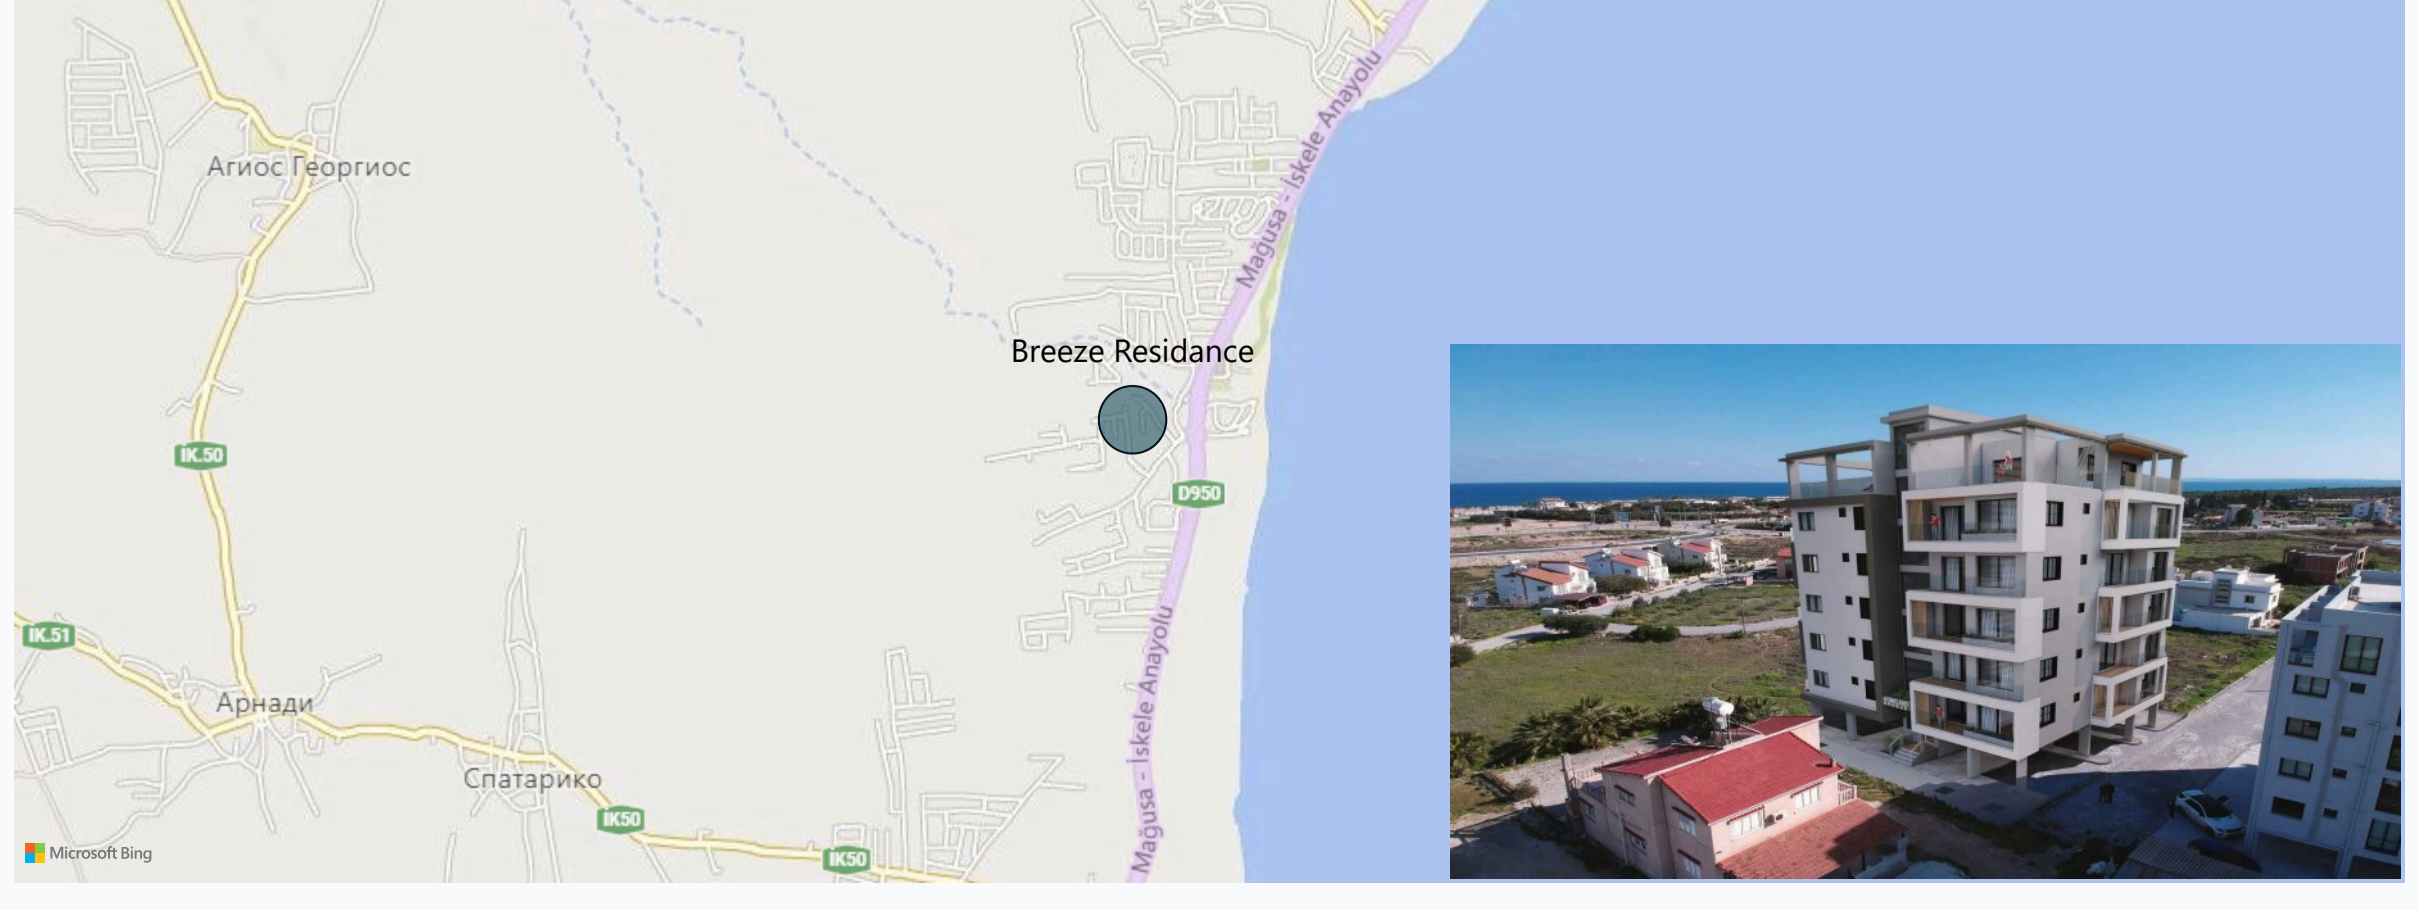 Mağusa - İskele Anayolu
Агиос Георгиос
Breeze Residance
IK.50
D950
IK.51
Арнади
Mağusa - İskele Anayolu
Спатарико
IK50
IK50
Microsoft Bing